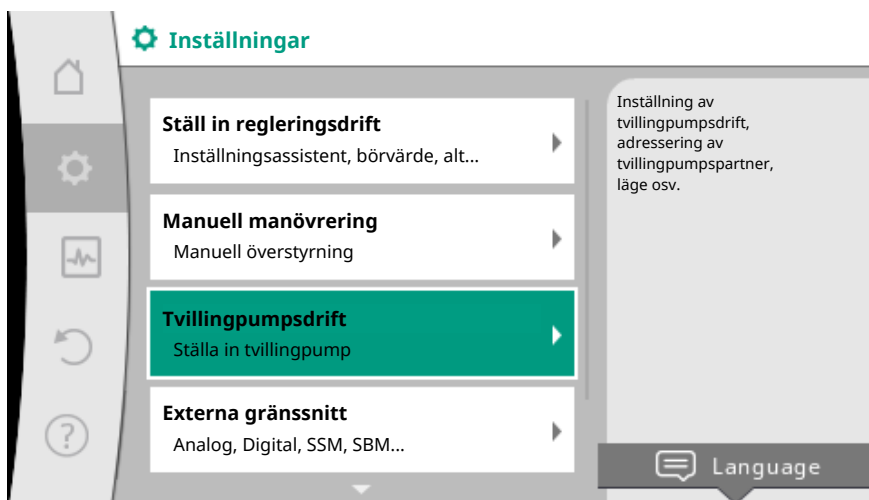 Inställningar
Ställ in regleringsdrift
Inställningsassistent, börvärde, alt...
Manuell manövrering
Manuell överstyrning
Tvillingpumpsdrift
Ställa in tvillingpump
Externa gränssnitt
Analog, Digital, SSM, SBM...
Inställning av
tvillingpumpsdrift,
adressering av
tvillingpumpspartner,
läge osv.
?
Language